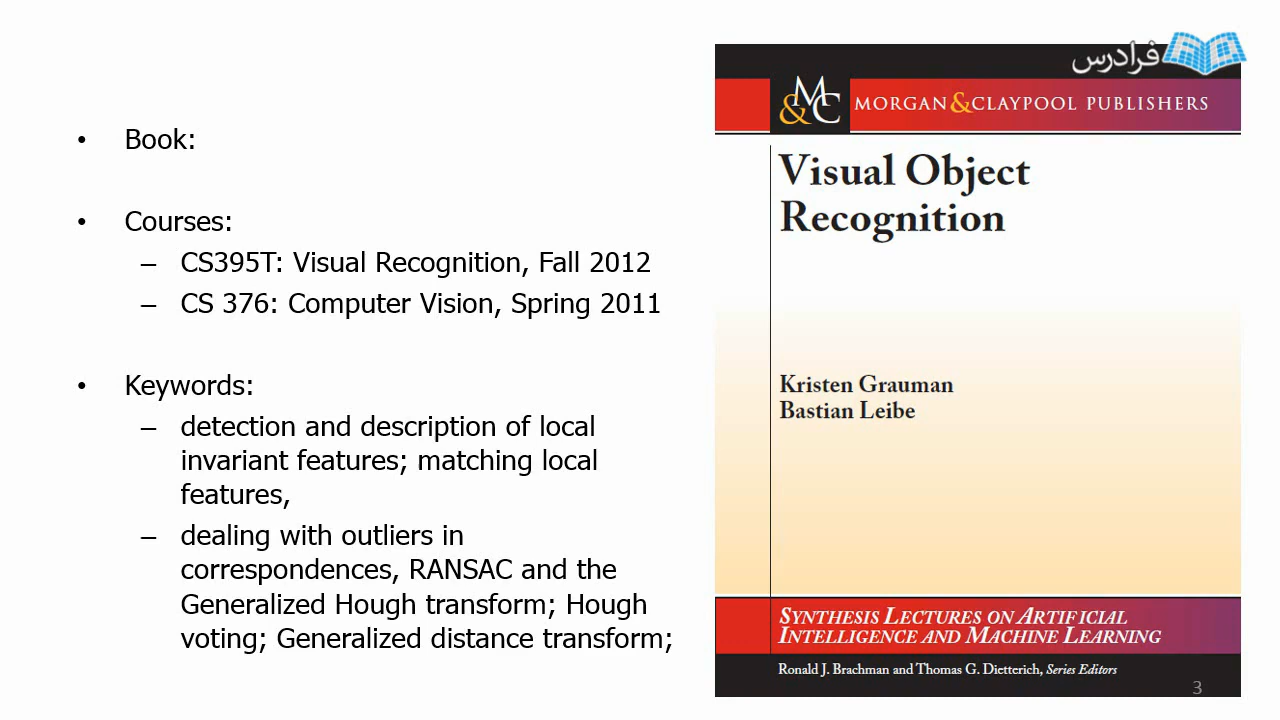 فرادرس
• Book:
• Courses:
– CS395T: Visual Recognition, Fall 2012
– CS 376: Computer Vision, Spring 2011
• Keywords:
– detection and description of local
invariant features; matching local
features,
– dealing with outliers in
correspondences, RANSAC and the
Generalized Hough transform; Hough
voting; Generalized distance transform;
M
&C
MORGAN&CLAYPOOL PUBLISHERS
Visual Object
Recognition
Kristen Grauman
Bastian Leibe
SYNTHESIS LECTURES ON ARTIFICIAL
INTELLIGENCE AND MACHINE LEARNING
Ronald J. Brachman and Thomas G. Dietterich, Series Editors
3